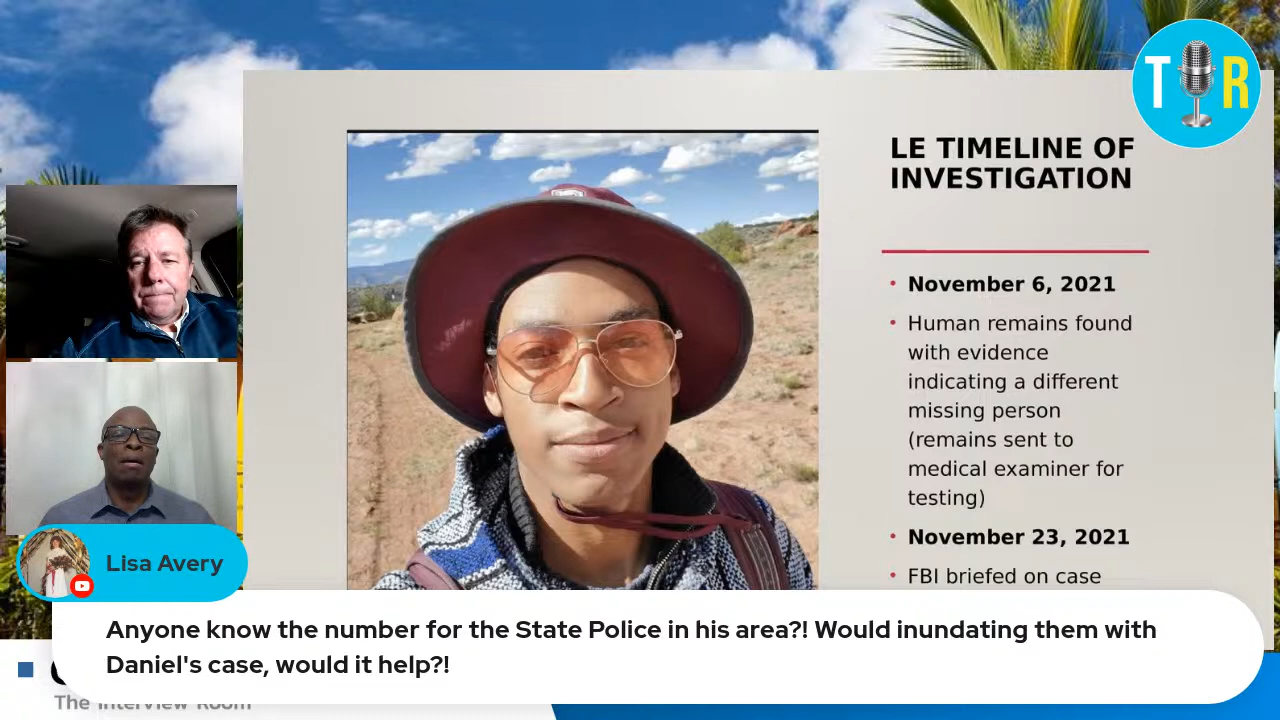 T R
LE TIMELINE OF
INVESTIGATION
• November 6, 2021
• Human remains found
with evidence
indicating a different
missing person
(remains sent to
medical examiner for
testing)
• November 23, 2021
• FBI briefed on case
Lisa Avery
Anyone know the number for the State Police in his area?! Would inundating them with
Daniel's case, would it help?!
The Interview Room